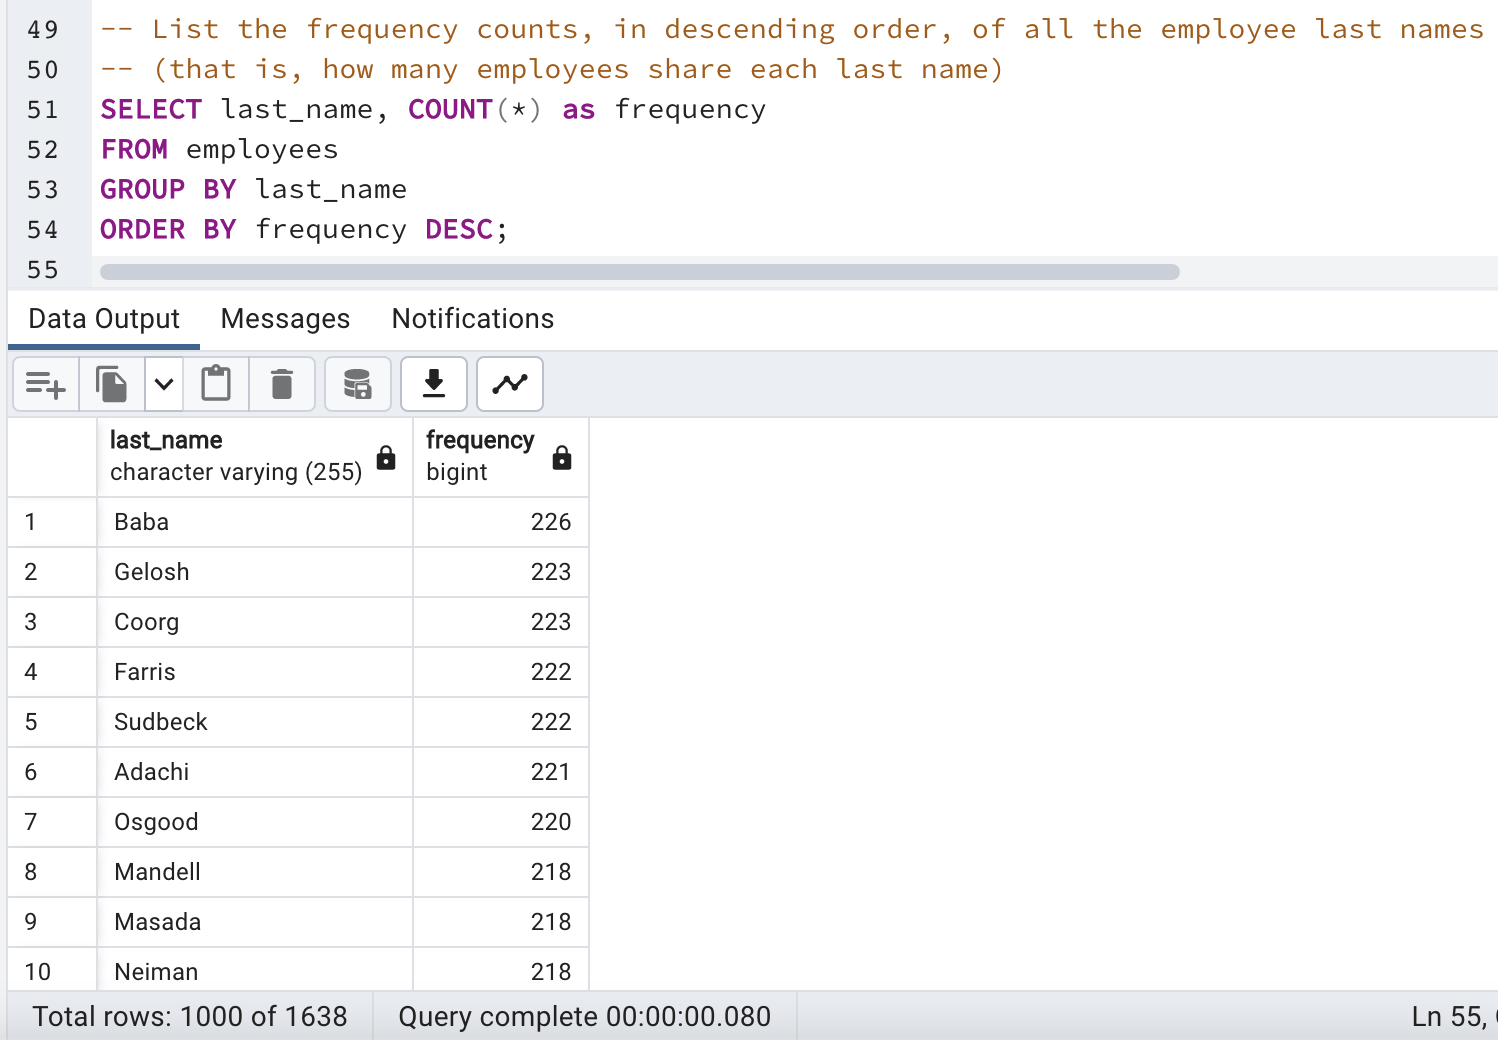 49 -- List the frequency counts, in descending order, of all the employee last names
50 -- (that is, how many employees share each last name)
51 SELECT last_name, COUNT(*) as frequency
52 FROM employees
53 GROUP BY last_name
54 ORDER BY frequency DESC;
55
Data Output Messages Notifications
last_name frequency
character varying (255) bigint
1 Baba 226
2 Gelosh 223
3 Coorg 223
4 Farris 222
5 Sudbeck 222
6 Adachi 221
7 Osgood 220
8 Mandell 218
9 Masada 218
10 Neiman 218
Total rows: 1000 of 1638 Query complete 00:00:00.080 Ln 55,